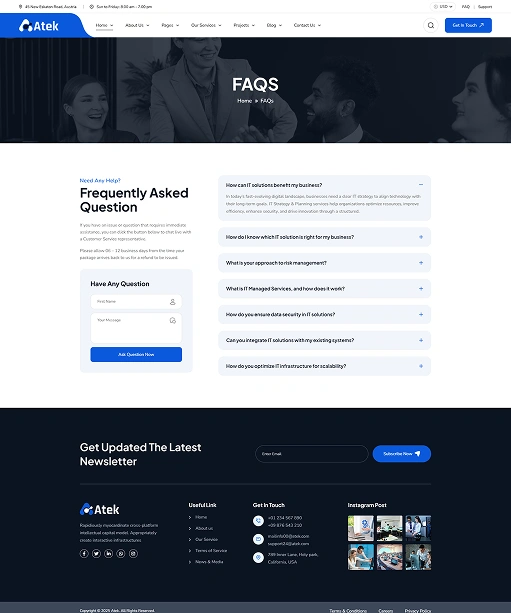 45 New Eskaton Road, Austria
Sun to Friday: 8.00 am - 7.00 pm
USD
FAQ
Support
Atek
Home
About Us
Pages
Our Services
Projects
Blog
Contact Us
Get In Touch
FAQS
Home
FAQs
Need Any Help?
Frequently Asked
Question
If you have an issue or question that requires immediate
assistance, you can click the button below to chat live with
a Customer Service representative.
Please allow 06 - 12 business days from the time your
package arrives back to us for a refund to be issued.
Have Any Question
First Name
Your Message
Ask Question Now
How can IT solutions benefit my business?
In today's fast-evolving digital landscape, businesses need a clear IT strategy to align technology with
their long-term goals. IT Strategy & Planning services help organizations optimize resources, improve
efficiency, enhance security, and drive innovation through a structured.
How do I know which IT solution is right for my business?
What is your approach to risk management?
What is IT Managed Services, and how does it work?
How do you ensure data security in IT solutions?
Can you integrate IT solutions with my existing systems?
How do you optimize IT infrastructure for scalability?
Get Updated The Latest
Newsletter
Enter Email
Subscribe Now
Atek
Rapidiously myocardinate cross-platform
intellectual capital model. Appropriately
create interactive infrastructures
Useful Link
Home
About us
Our Service
Terms of Service
News & Media
Get In Touch
+91 234 567 890
+09 876 543 210
mailinfo00@atek.com
support24@atek.com
789 Inner Lane, Holy park,
California, USA
Instagram Post
Copyright © 2025 Atek. All Rights Reserved.
Terms & Conditions
Careers
Privacy Policy